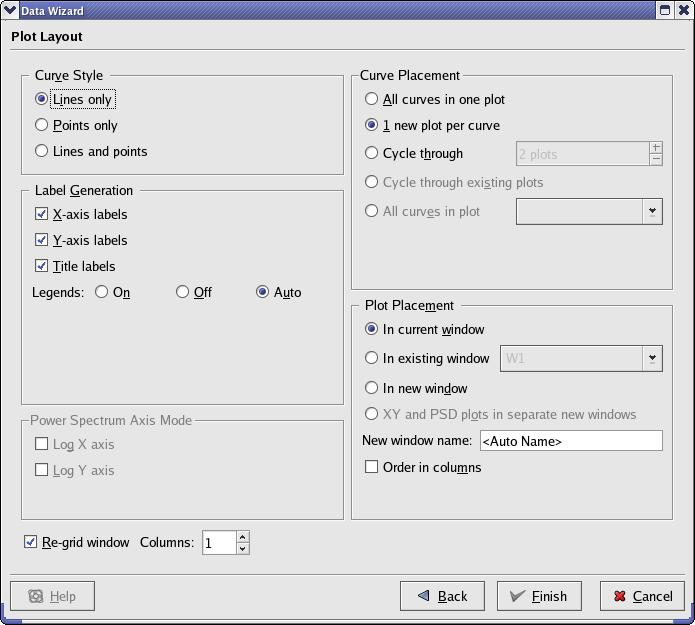 Data Wizard
Plot Layout
Curve Style
Lines only
Points only
Lines and points
Label Generation
X-axis labels
Y-axis labels
Title labels
Legends: On Off Auto
Power Spectrum Axis Mode
Log X axis
Log Y axis
Curve Placement
All curves in one plot
1 new plot per curve
Cycle through 2 plots
Cycle through existing plots
All curves in plot
Plot Placement
In current window
In existing window W1
In new window
XY and PSD plots in separate new windows
New window name: <Auto Name>
Order in columns
Re-grid window Columns: 1
Help Back Finish Cancel